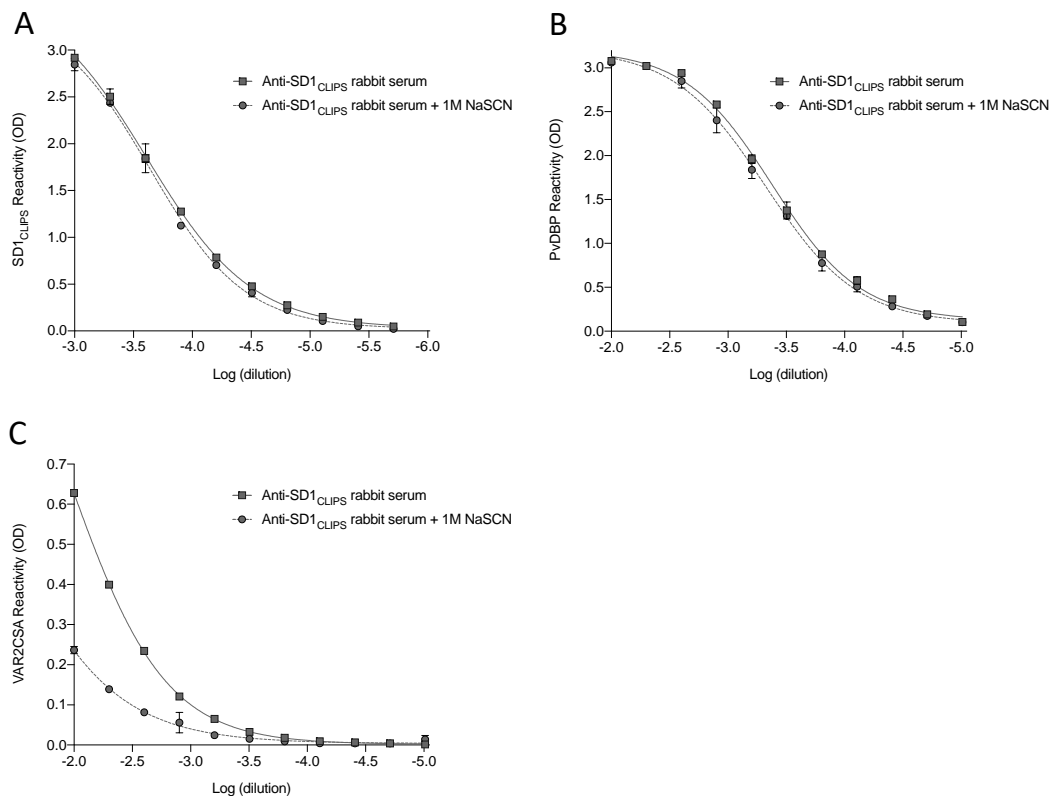 A
3.0
2.5
2.0
1.5
1.0
0.5
0.0
SD1CLIPS Reactivity (OD)
Anti-SD1CLIPS rabbit serum
Anti-SD1CLIPS rabbit serum + 1M NaSCN
-3.0 -3.5 -4.0 -4.5 -5.0 -5.5 -6.0
Log (dilution)
B
3.0
2.0
1.0
0.0
PvDBP Reactivity (OD)
Anti-SD1CLIPS rabbit serum
Anti-SD1CLIPS rabbit serum + 1M NaSCN
-2.0 -2.5 -3.0 -3.5 -4.0 -4.5 -5.0
Log (dilution)
C
0.7
0.6
0.5
0.4
0.3
0.2
0.1
0.0
VAR2CSA Reactivity (OD)
Anti-SD1CLIPS rabbit serum
Anti-SD1CLIPS rabbit serum + 1M NaSCN
-2.0 -2.5 -3.0 -3.5 -4.0 -4.5 -5.0
Log (dilution)